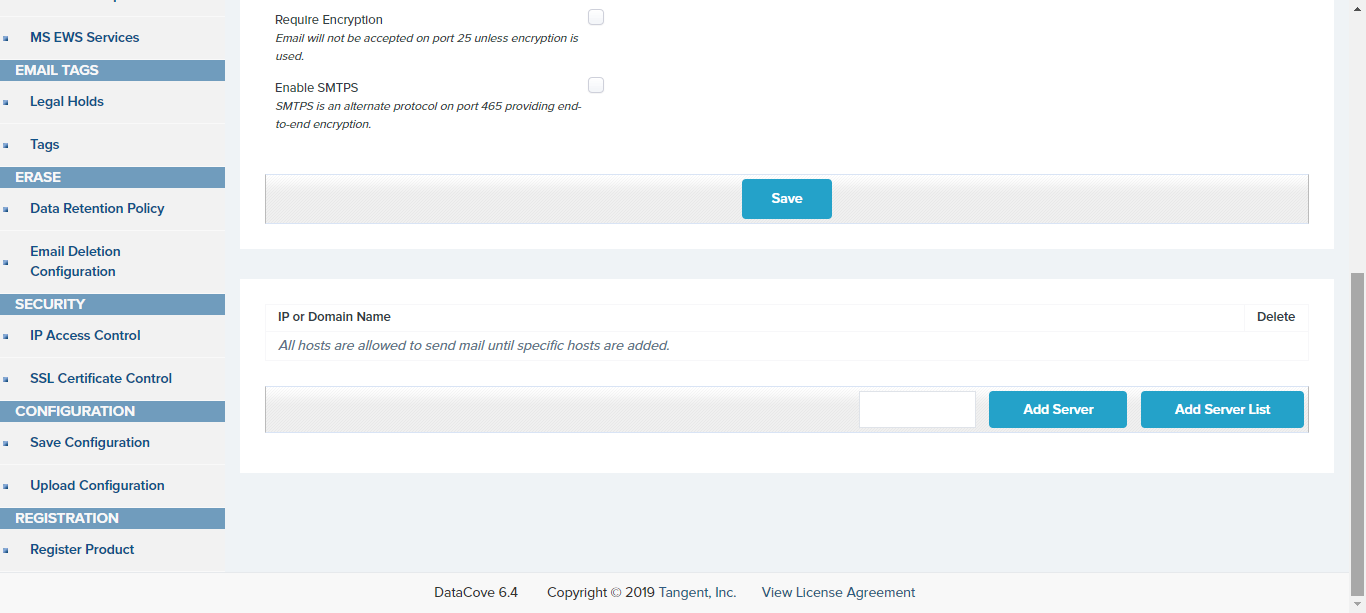 MS EWS Services
EMAIL TAGS
Legal Holds
Tags
ERASE
Data Retention Policy
Email Deletion
Configuration
SECURITY
IP Access Control
SSL Certificate Control
CONFIGURATION
Save Configuration
Upload Configuration
REGISTRATION
Register Product
Require Encryption
Email will not be accepted on port 25 unless encryption is
used.
Enable SMTPS
SMTPS is an alternate protocol on port 465 providing end-
to-end encryption.
Save
IP or Domain Name Delete
All hosts are allowed to send mail until specific hosts are added.
Add Server Add Server List
DataCove 6.4 Copyright © 2019 Tangent, Inc. View License Agreement